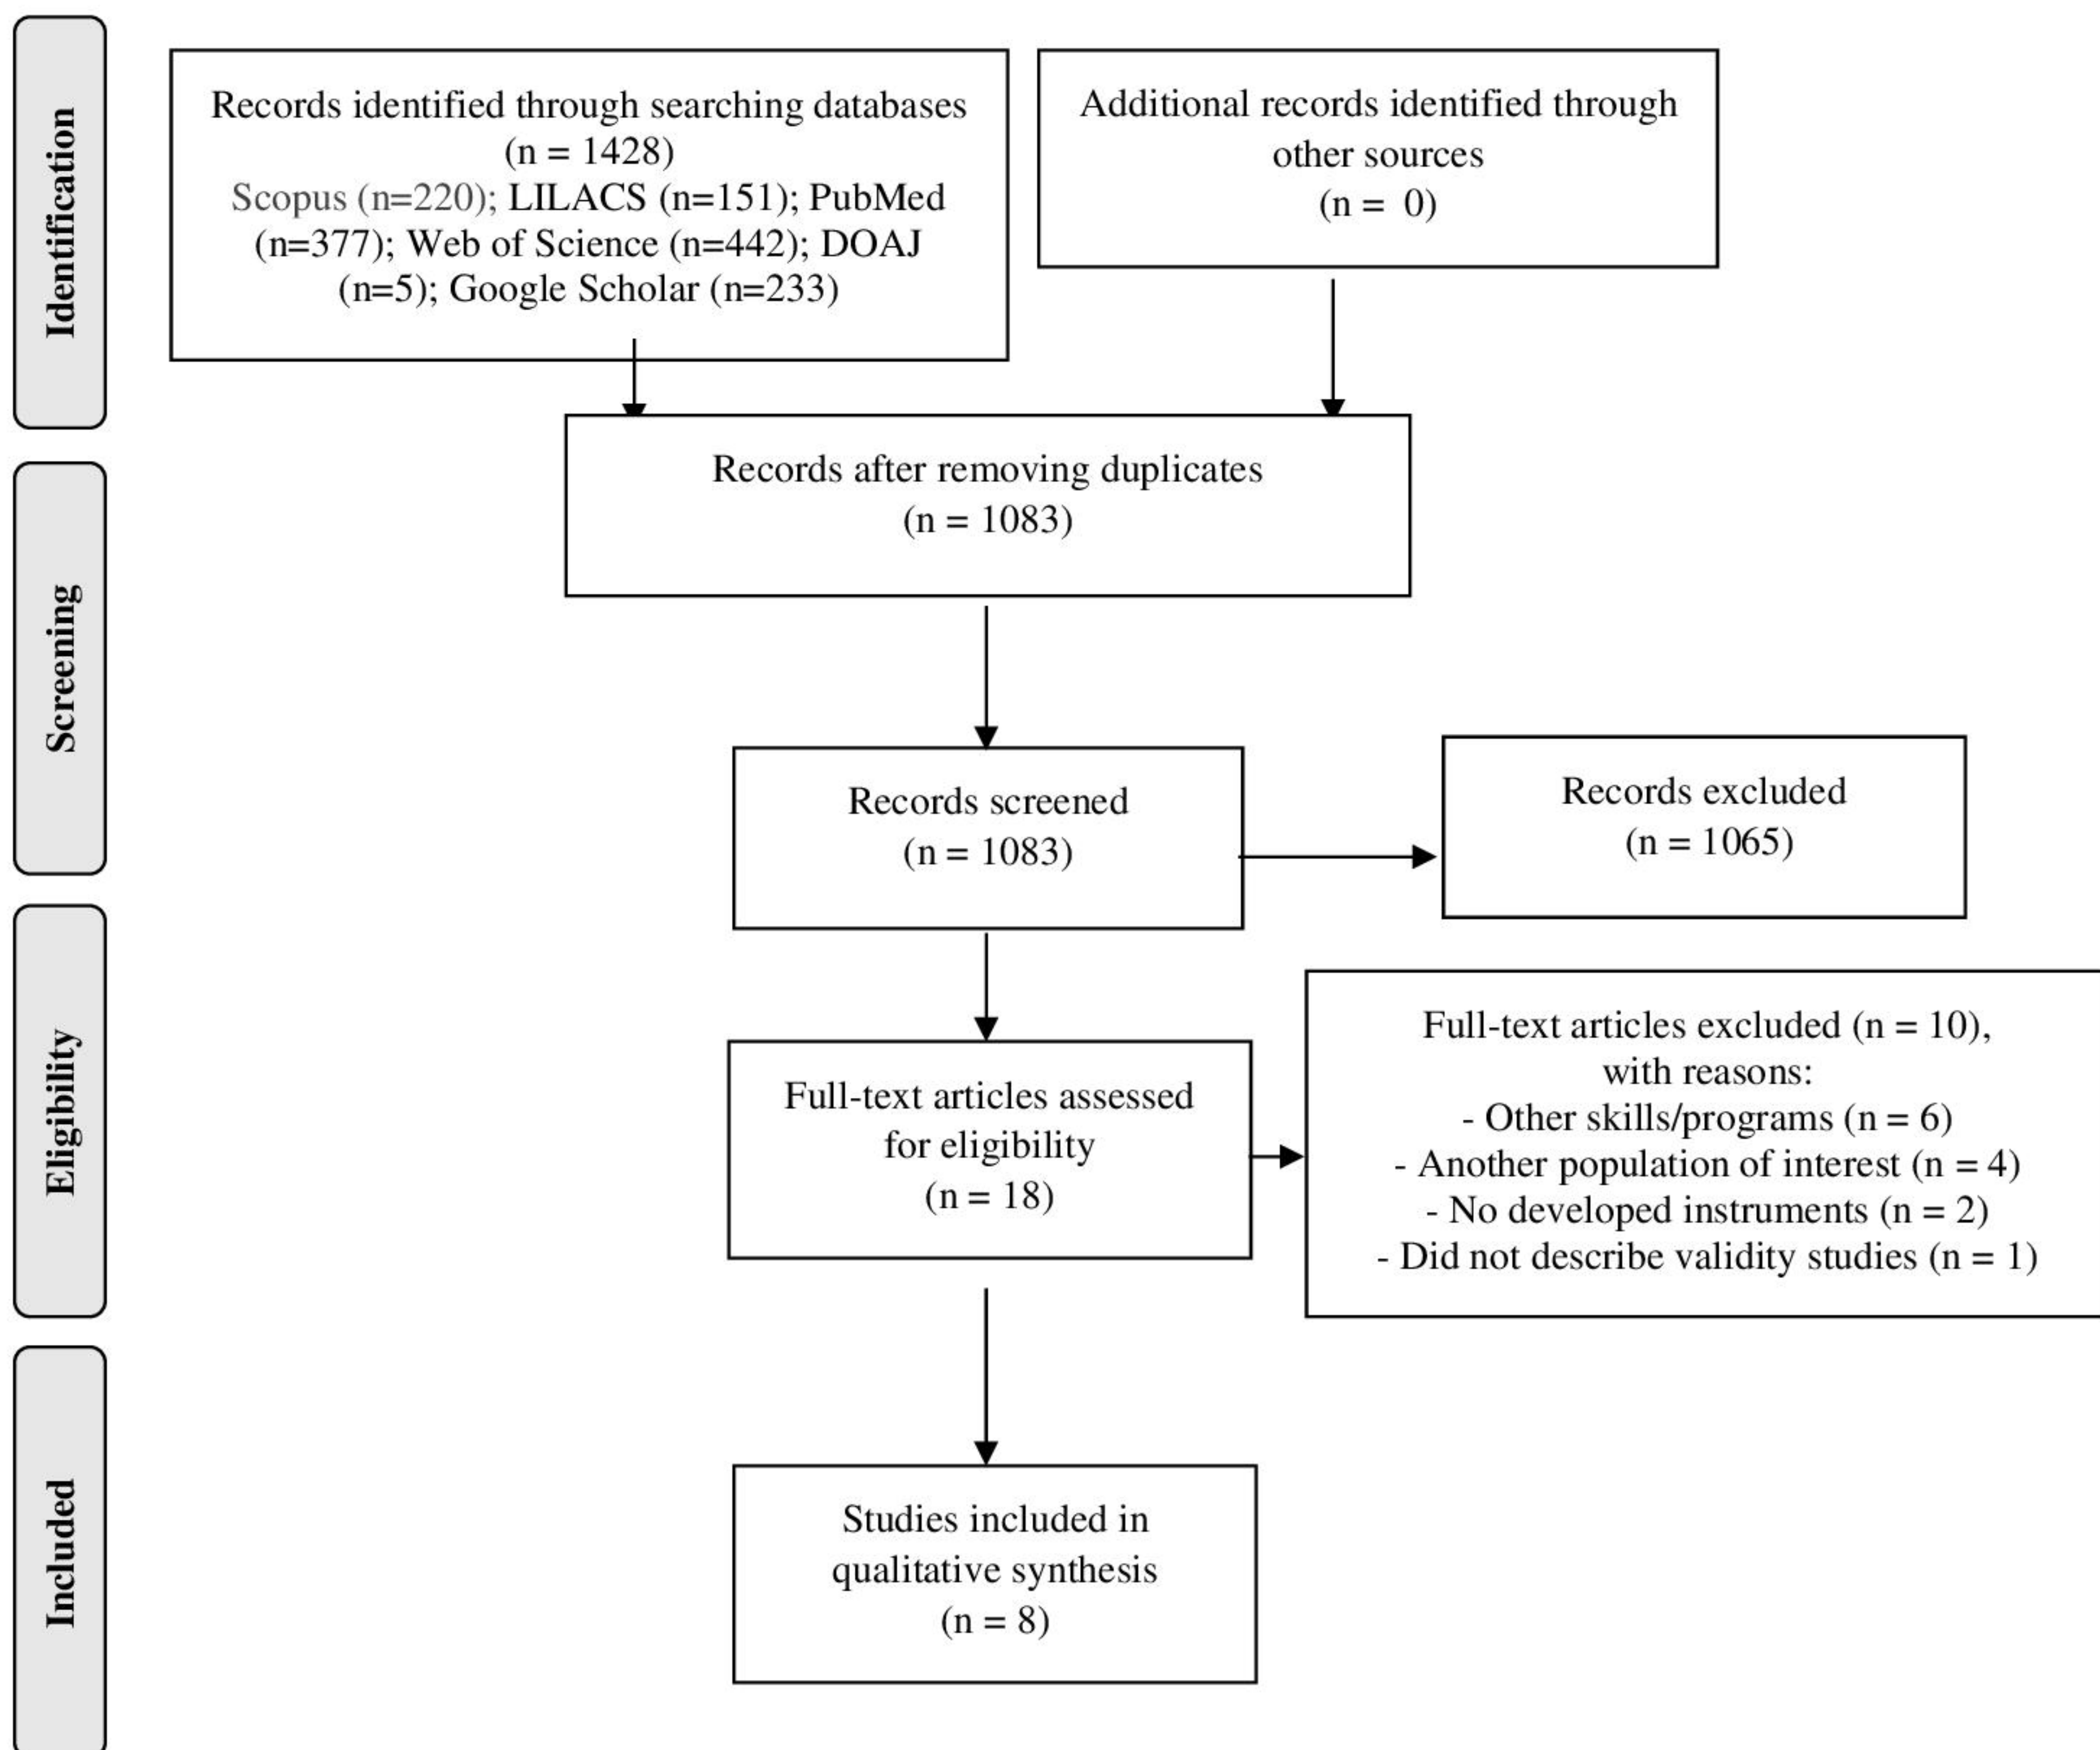 Identification
Records identified through searching databases
(n = 1428)
Scopus (n=220); LILACS (n=151); PubMed
(n=377); Web of Science (n=442); DOAJ
(n=5); Google Scholar (n=233)
Additional records identified through
other sources
(n = 0)
Records after removing duplicates
(n = 1083)
Screening
Records screened
(n = 1083)
Records excluded
(n = 1065)
Eligibility
Full-text articles assessed
for eligibility
(n = 18)
Full-text articles excluded (n = 10),
with reasons:
- Other skills/programs (n = 6)
- Another population of interest (n = 4)
- No developed instruments (n = 2)
- Did not describe validity studies (n = 1)
Included
Studies included in
qualitative synthesis
(n = 8)